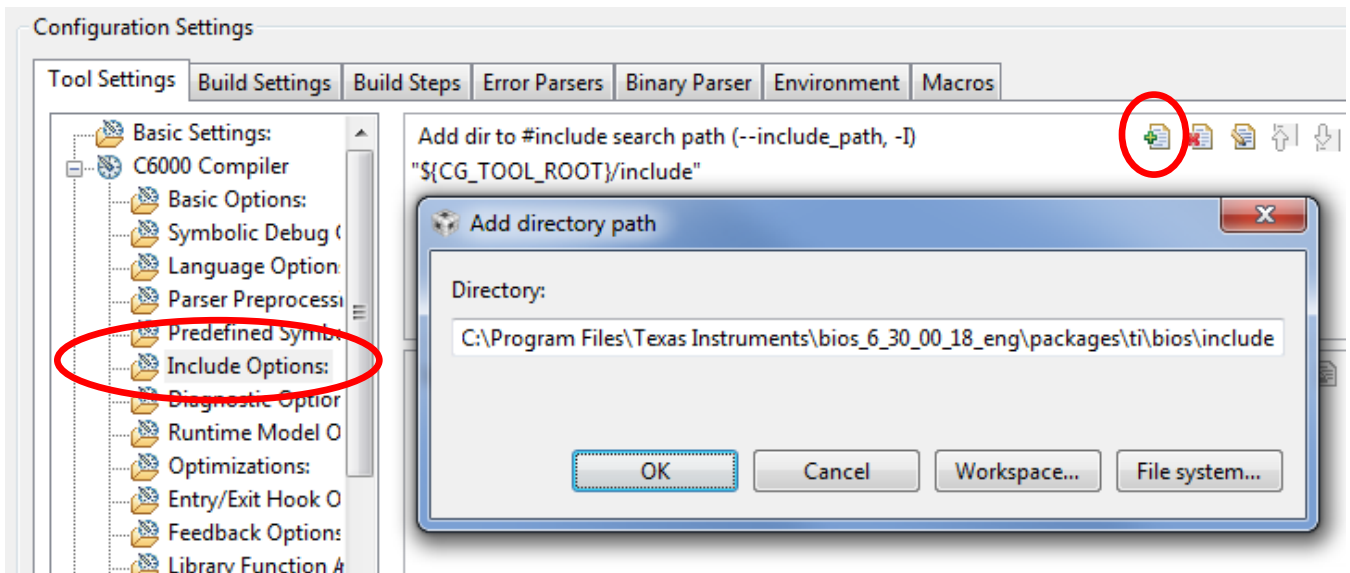 Configuration Settings
Tool Settings Build Settings Build Steps Error Parsers Binary Parser Environment Macros
Basic Settings:
C6000 Compiler
Basic Options:
Symbolic Debug
Language Option
Parser Preprocessi
Predefined Symb
Include Options:
Diagnostic Option
Runtime Model O
Optimizations:
Entry/Exit Hook O
Feedback Options
Library Function A
Add dir to #include search path (--include_path, -I)
"${CG_TOOL_ROOT}/include"
Add directory path
Directory:
C:\Program Files\Texas Instruments\bios_6_30_00_18_eng\packages\ti\bios\include
OK Cancel Workspace... File system...